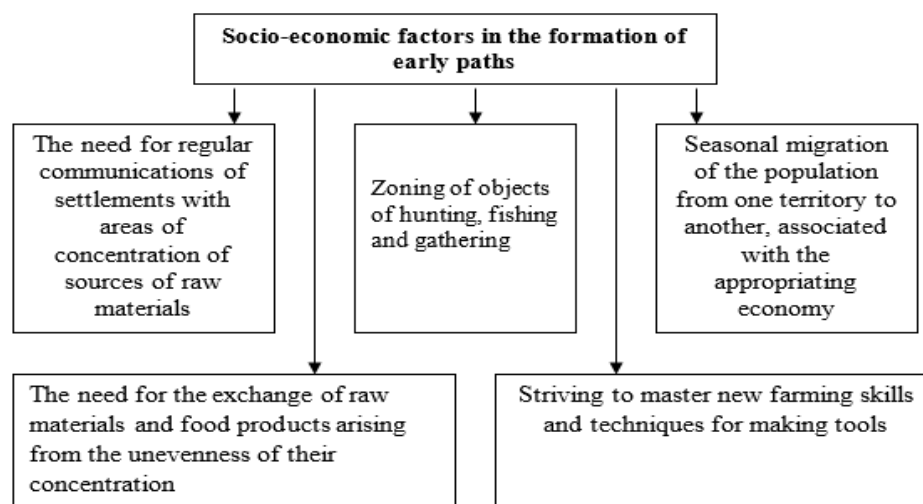 Socio-economic factors in the formation of
early paths
The need for regular
communications of
settlements with
areas of
concentration of
sources of raw
materials
Zoning of objects
of hunting, fishing
and gathering
Seasonal migration
of the population
from one territory to
another, associated
with the
appropriating
economy
The need for the exchange of raw
materials and food products arising
from the unevenness of their
concentration
Striving to master new farming skills
and techniques for making tools